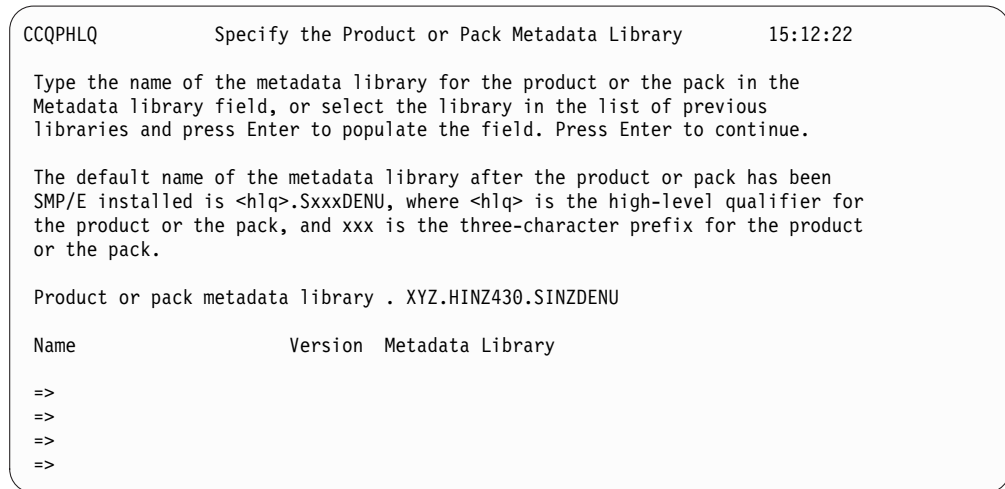 CCQPHLQ Specify the Product or Pack Metadata Library 15:12:22
Type the name of the metadata library for the product or the pack in the
Metadata library field, or select the library in the list of previous
libraries and press Enter to populate the field. Press Enter to continue.
The default name of the metadata library after the product or pack has been
SMP/E installed is <hlq>.SxxxDENU, where <hlq> is the high-level qualifier for
the product or the pack, and xxx is the three-character prefix for the product
or the pack.
Product or pack metadata library . XYZ.HINZ430.SINZDENU
Name Version Metadata Library
=>
=>
=>
=>